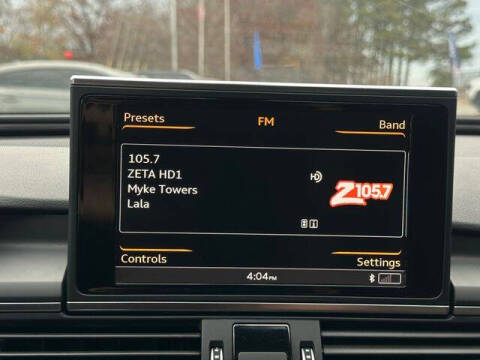 Presets
FM
Band
105.7
ZETA HD1
Myke Towers
Lala
Z105.7
Controls
Settings
4:04PM